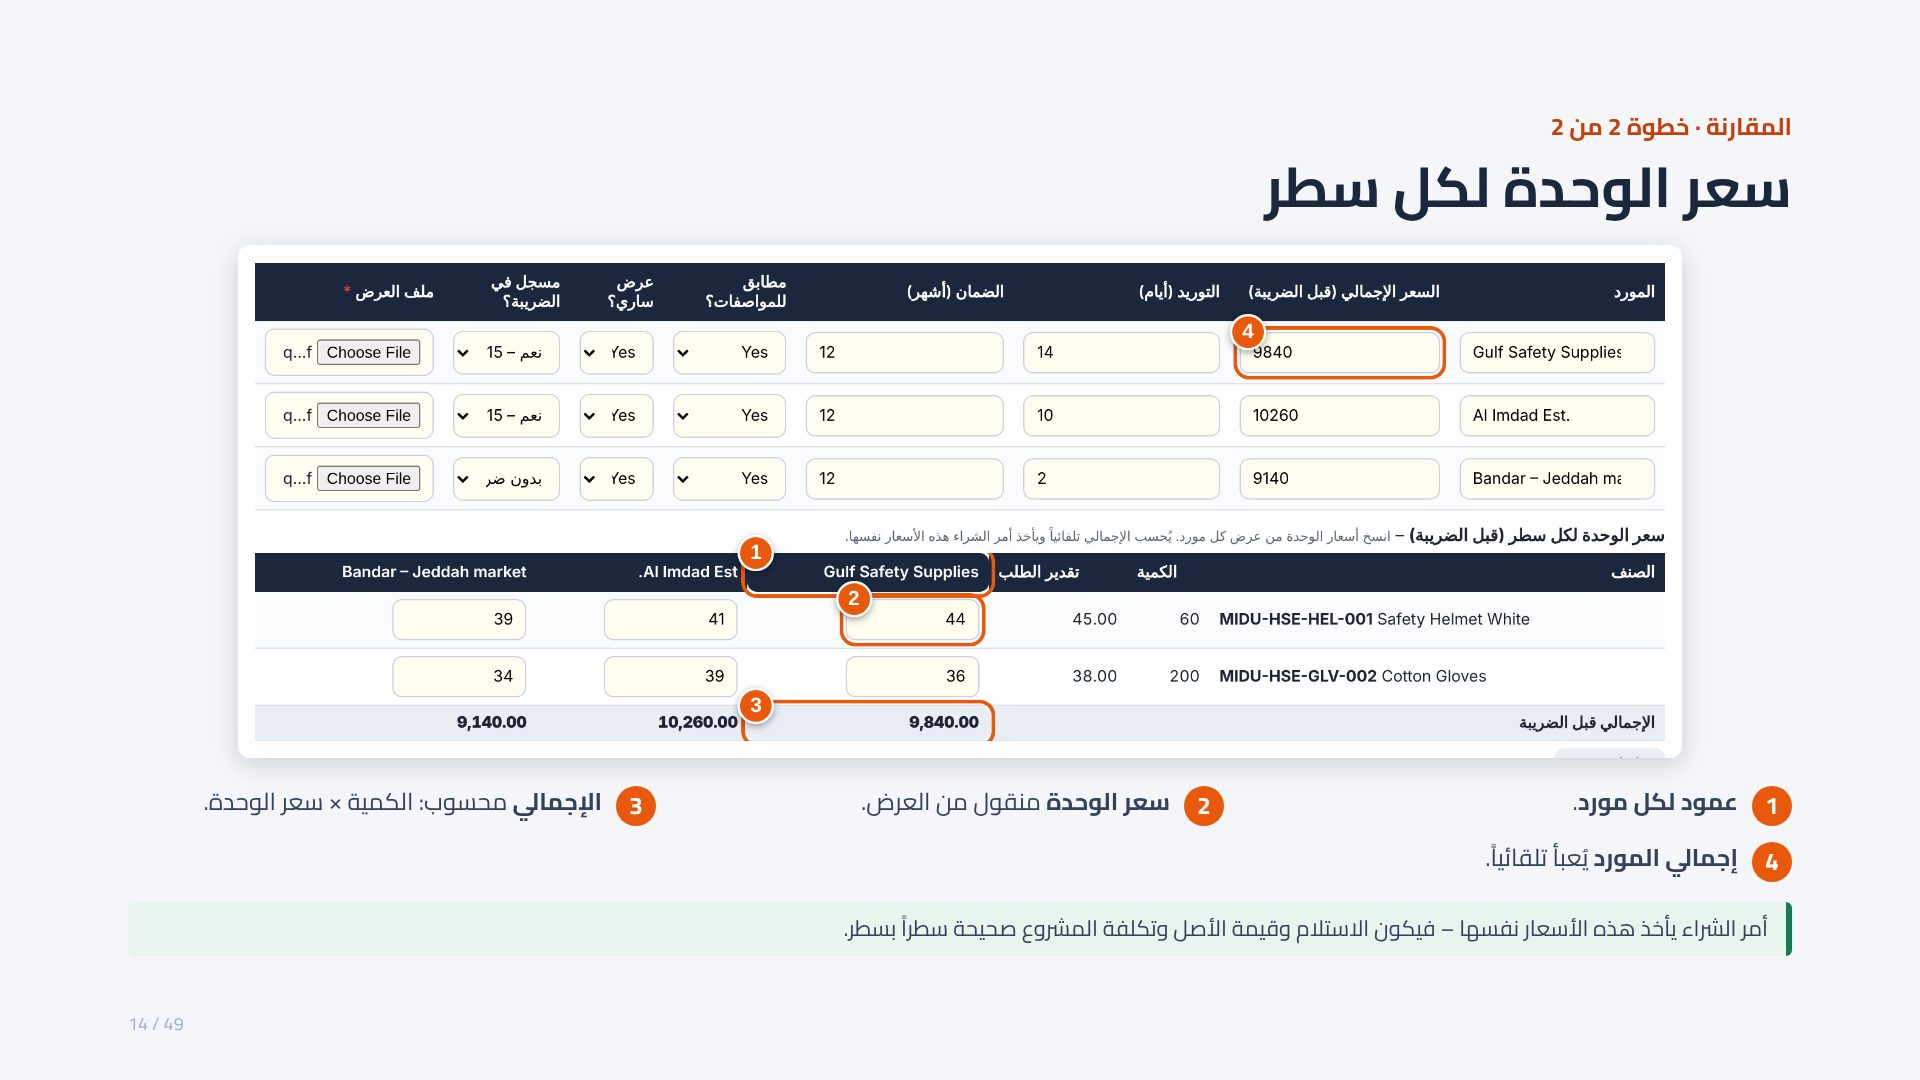 المقارنة · خطوة 2 من 2
سعر الوحدة لكل سطر
المورد السعر الإجمالي (قبل الضريبة) التوريد (أيام) الضمان (أشهر) مطابق للمواصفات؟ عرض ساري؟ مسجل في الضريبة؟ ملف العرض *
4
Gulf Safety Supplies 9840 14 12 Yes Yes نعم – 15 Choose File q...f
Al Imdad Est. 10260 10 12 Yes Yes نعم – 15 Choose File q...f
Bandar – Jeddah ma 9140 2 12 Yes Yes بدون ضر Choose File q...f
سعر الوحدة لكل سطر (قبل الضريبة) – انسخ أسعار الوحدة من عرض كل مورد. يُحسب الإجمالي تلقائياً ويأخذ أمر الشراء هذه الأسعار نفسها.
1
الصنف الكمية تقدير الطلب Gulf Safety Supplies Al Imdad Est. Bandar – Jeddah market
2
MIDU-HSE-HEL-001 Safety Helmet White 60 45.00 44 41 39
MIDU-HSE-GLV-002 Cotton Gloves 200 38.00 36 39 34
3
الإجمالي قبل الضريبة 9,840.00 10,260.00 9,140.00
1 عمود لكل مورد.
2 سعر الوحدة منقول من العرض.
3 الإجمالي محسوب: الكمية × سعر الوحدة.
4 إجمالي المورد يُعبأ تلقائياً.
أمر الشراء يأخذ هذه الأسعار نفسها – فيكون الاستلام وقيمة الأصل وتكلفة المشروع صحيحة سطراً بسطر.
14 / 49